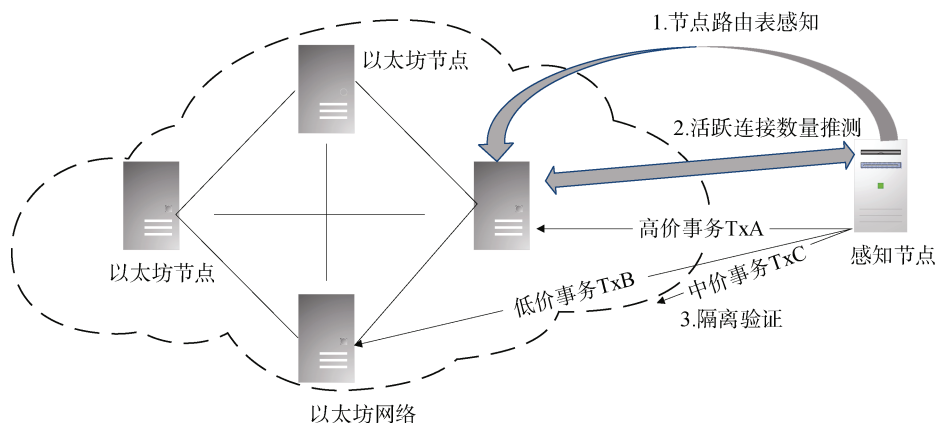 1.节点路由表感知
以太坊节点
2.活跃连接数量推测
高价事务TxA
感知节点
以太坊节点
中价事务TxC
低价事务TxB
3.隔离验证
以太坊网络